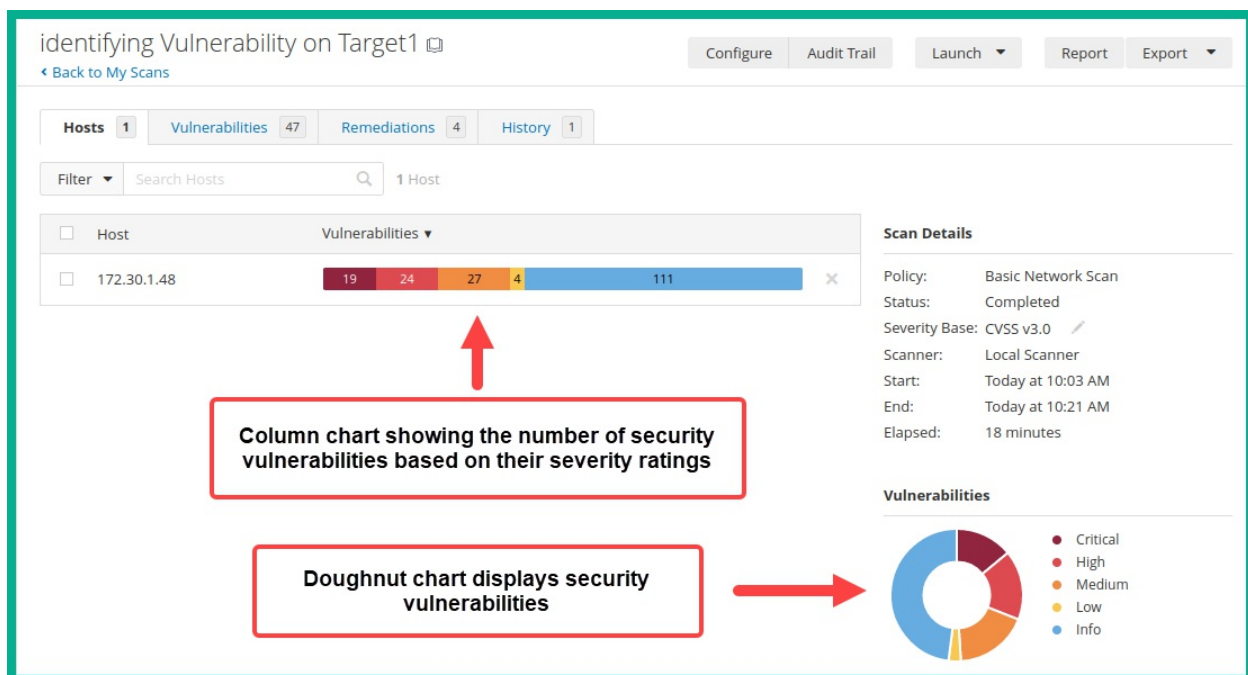 identifying Vulnerability on Target1
Configure Audit Trail Launch Report Export
Back to My Scans
Hosts 1 Vulnerabilities 47 Remediations 4 History 1
Filter Search Hosts 1 Host
Host Vulnerabilities
172.30.1.48 19 24 27 4 111
Column chart showing the number of security
vulnerabilities based on their severity ratings
Doughnut chart displays security
vulnerabilities
Scan Details
Policy: Basic Network Scan
Status: Completed
Severity Base: CVSS v3.0
Scanner: Local Scanner
Start: Today at 10:03 AM
End: Today at 10:21 AM
Elapsed: 18 minutes
Vulnerabilities
Critical
High
Medium
Low
Info